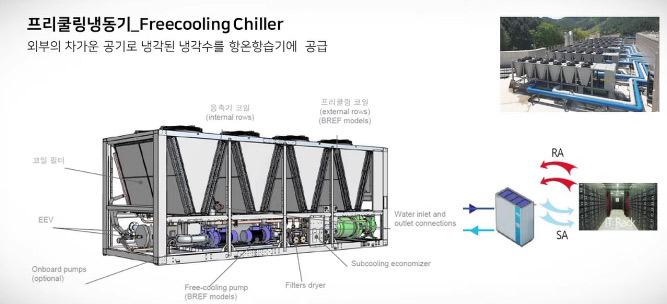 프리쿨링냉동기_Freecooling Chiller
외부의 차가운 공기로 냉각된 냉각수를 항온항습기에 공급
응축기 코일
(internal rows)
프리쿨링 코일
(external rows)
(BREF models)
코일 필터
EEV
Onboard pumps
(optional)
Free-cooling pump
(BREF models)
Filters dryer
Subcooling economizer
Water inlet and
outlet connections
RA
SA
IT Rack